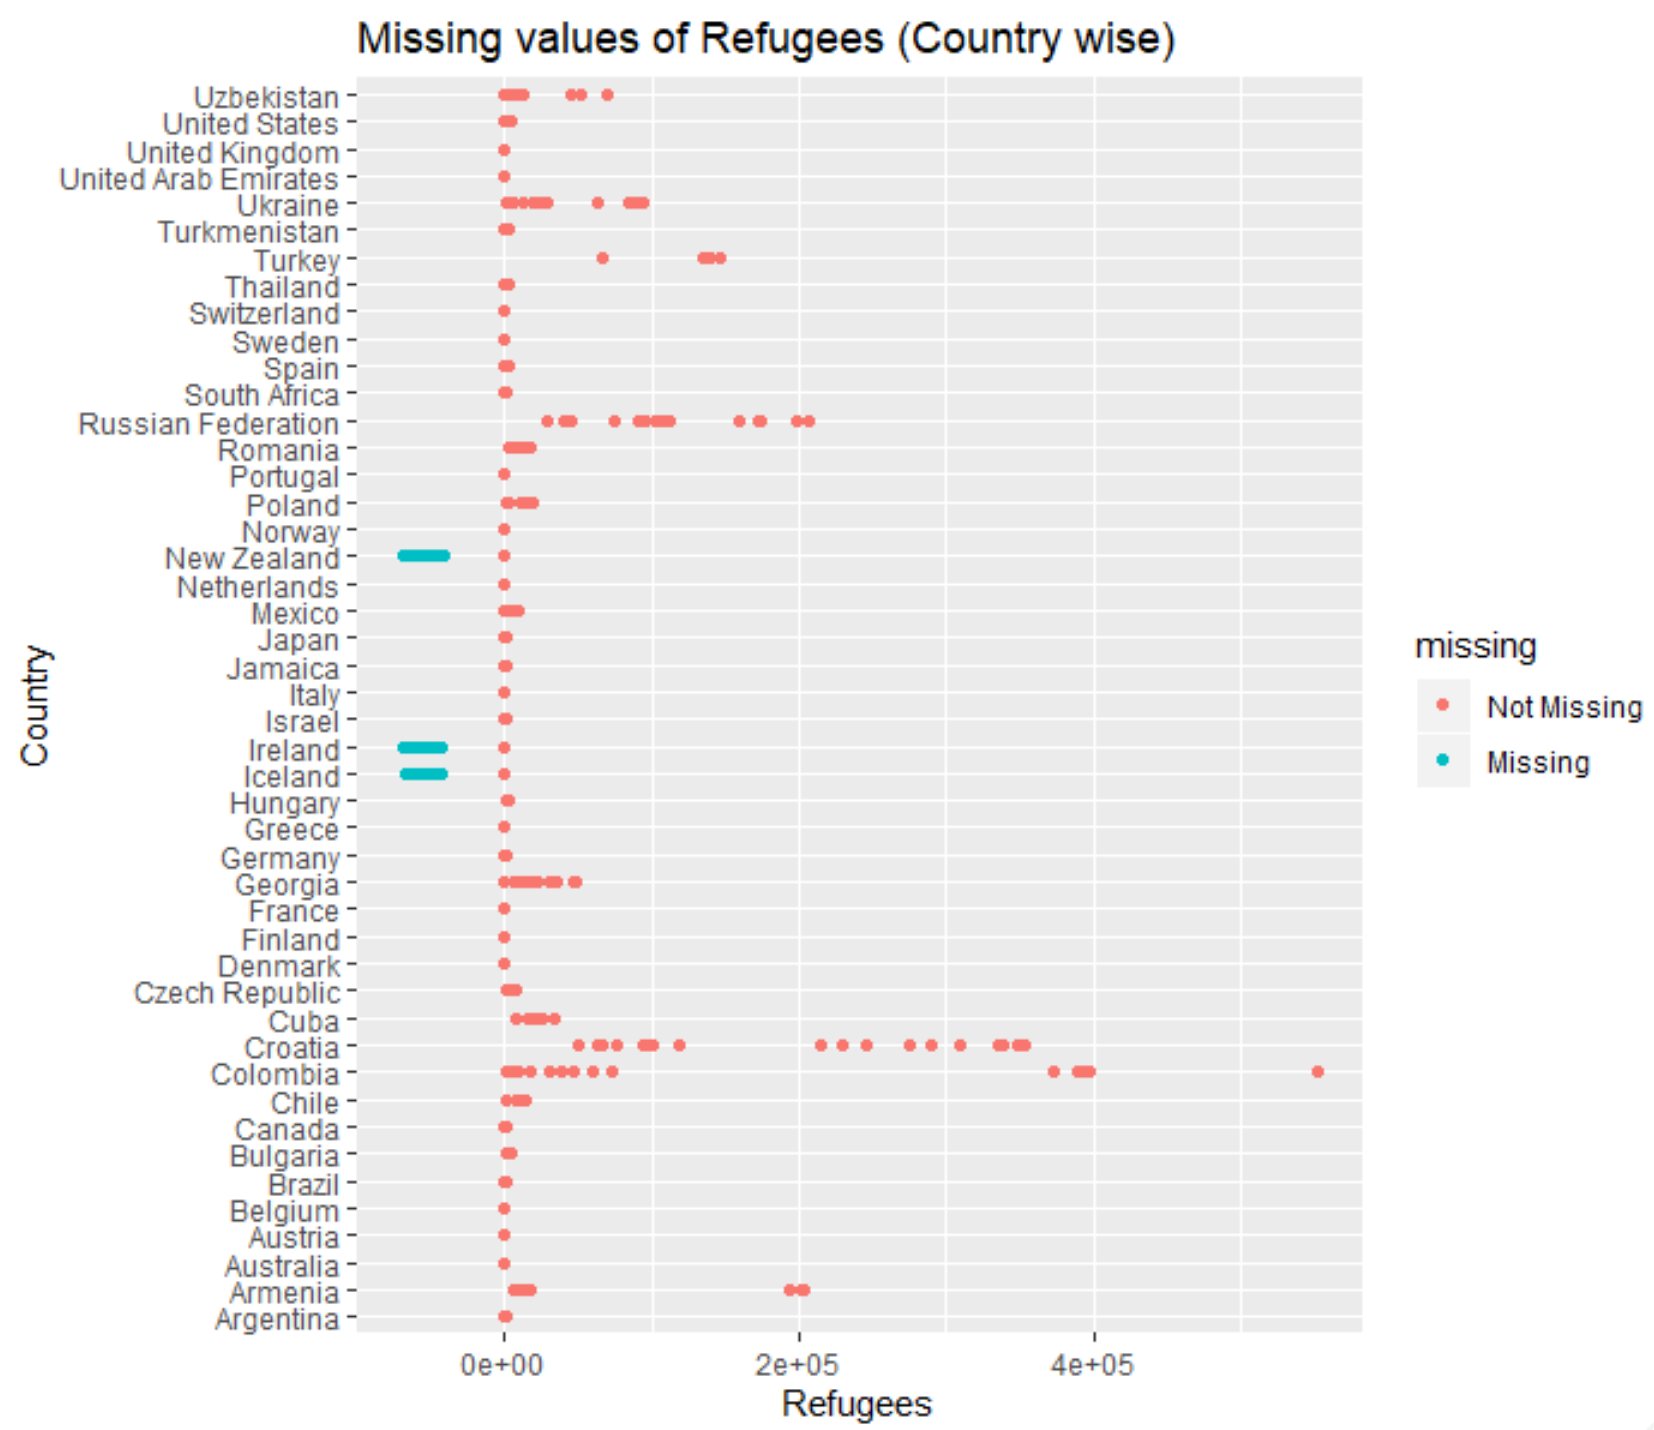 Missing values of Refugees (Country wise)
Uzbekistan
United States
United Kingdom
United Arab Emirates
Ukraine
Turkmenistan
Turkey
Thailand
Switzerland
Sweden
Spain
South Africa
Russian Federation
Romania
Portugal
Poland
Norway
New Zealand
Netherlands
Mexico
Japan
Jamaica
Italy
Israel
Ireland
Iceland
Hungary
Greece
Germany
Georgia
France
Finland
Denmark
Czech Republic
Cuba
Croatia
Colombia
Chile
Canada
Bulgaria
Brazil
Belgium
Austria
Australia
Armenia
Argentina
Country
0e+00 2e+05 4e+05
Refugees
missing
Not Missing
Missing